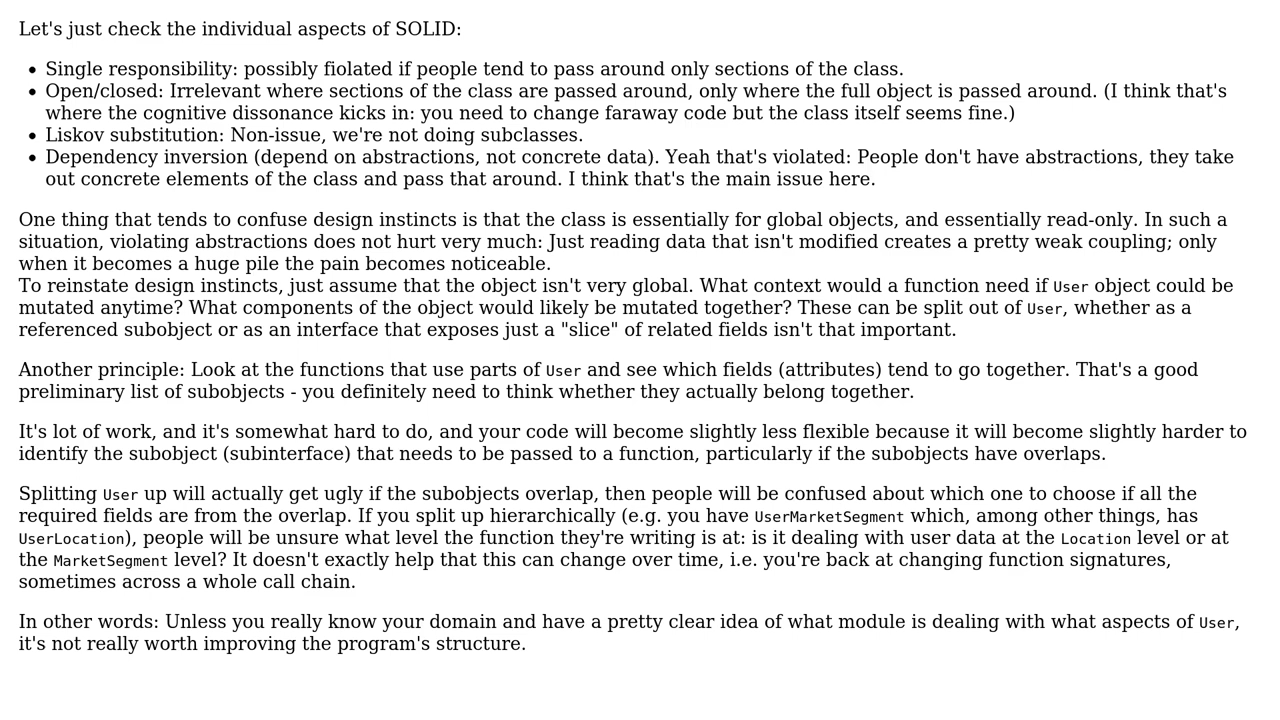 Let's just check the individual aspects of SOLID:
• Single responsibility: possibly fiolated if people tend to pass around only sections of the class.
• Open/closed: Irrelevant where sections of the class are passed around, only where the full object is passed around. (I think that's
where the cognitive dissonance kicks in: you need to change faraway code but the class itself seems fine.)
• Liskov substitution: Non-issue, we're not doing subclasses.
• Dependency inversion (depend on abstractions, not concrete data). Yeah that's violated: People don't have abstractions, they take
out concrete elements of the class and pass that around. I think that's the main issue here.
One thing that tends to confuse design instincts is that the class is essentially for global objects, and essentially read-only. In such a
situation, violating abstractions does not hurt very much: Just reading data that isn't modified creates a pretty weak coupling; only
when it becomes a huge pile the pain becomes noticeable.
To reinstate design instincts, just assume that the object isn't very global. What context would a function need if User object could be
mutated anytime? What components of the object would likely be mutated together? These can be split out of User, whether as a
referenced subobject or as an interface that exposes just a "slice" of related fields isn't that important.
Another principle: Look at the functions that use parts of User and see which fields (attributes) tend to go together. That's a good
preliminary list of subobjects - you definitely need to think whether they actually belong together.
It's lot of work, and it's somewhat hard to do, and your code will become slightly less flexible because it will become slightly harder to
identify the subobject (subinterface) that needs to be passed to a function, particularly if the subobjects have overlaps.
Splitting User up will actually get ugly if the subobjects overlap, then people will be confused about which one to choose if all the
required fields are from the overlap. If you split up hierarchically (e.g. you have UserMarketSegment which, among other things, has
UserLocation), people will be unsure what level the function they're writing is at: is it dealing with user data at the Location level or at
the MarketSegment level? It doesn't exactly help that this can change over time, i.e. you're back at changing function signatures,
sometimes across a whole call chain.
In other words: Unless you really know your domain and have a pretty clear idea of what module is dealing with what aspects of User,
it's not really worth improving the program's structure.